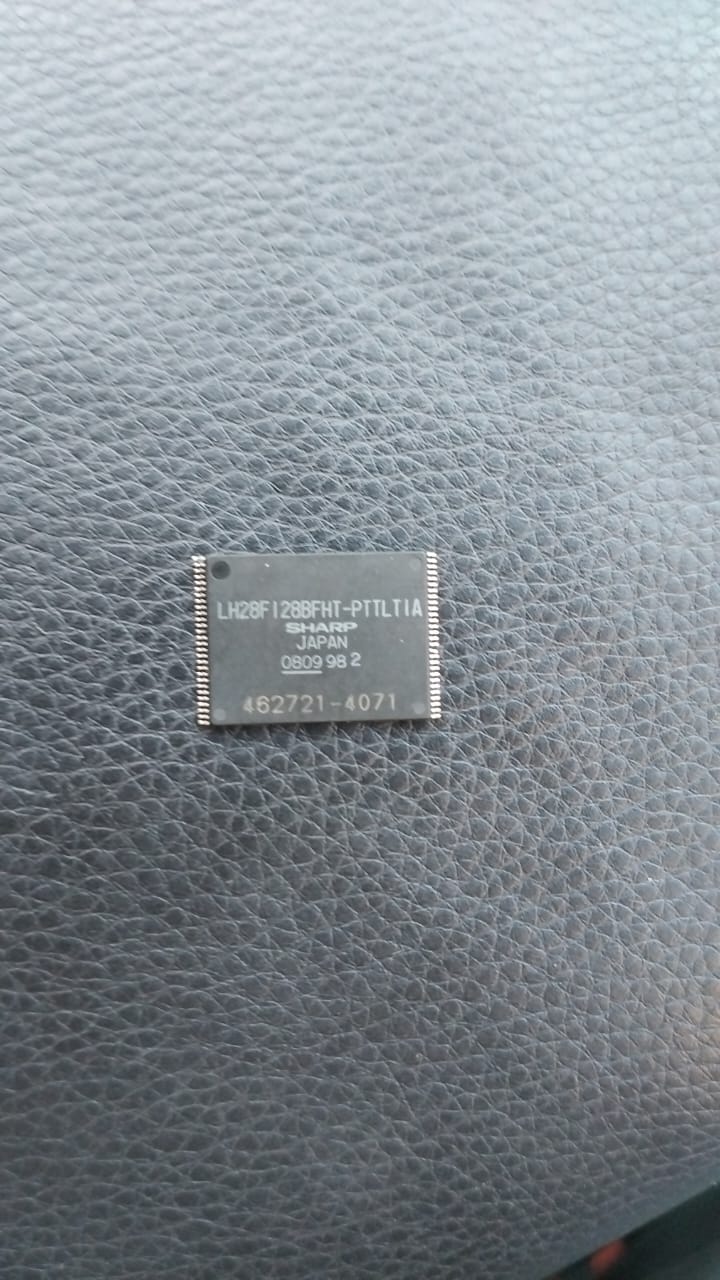 LH28F128BFHT-PTTLT1A
SHARP
JAPAN
0809 98 2
462721-4071